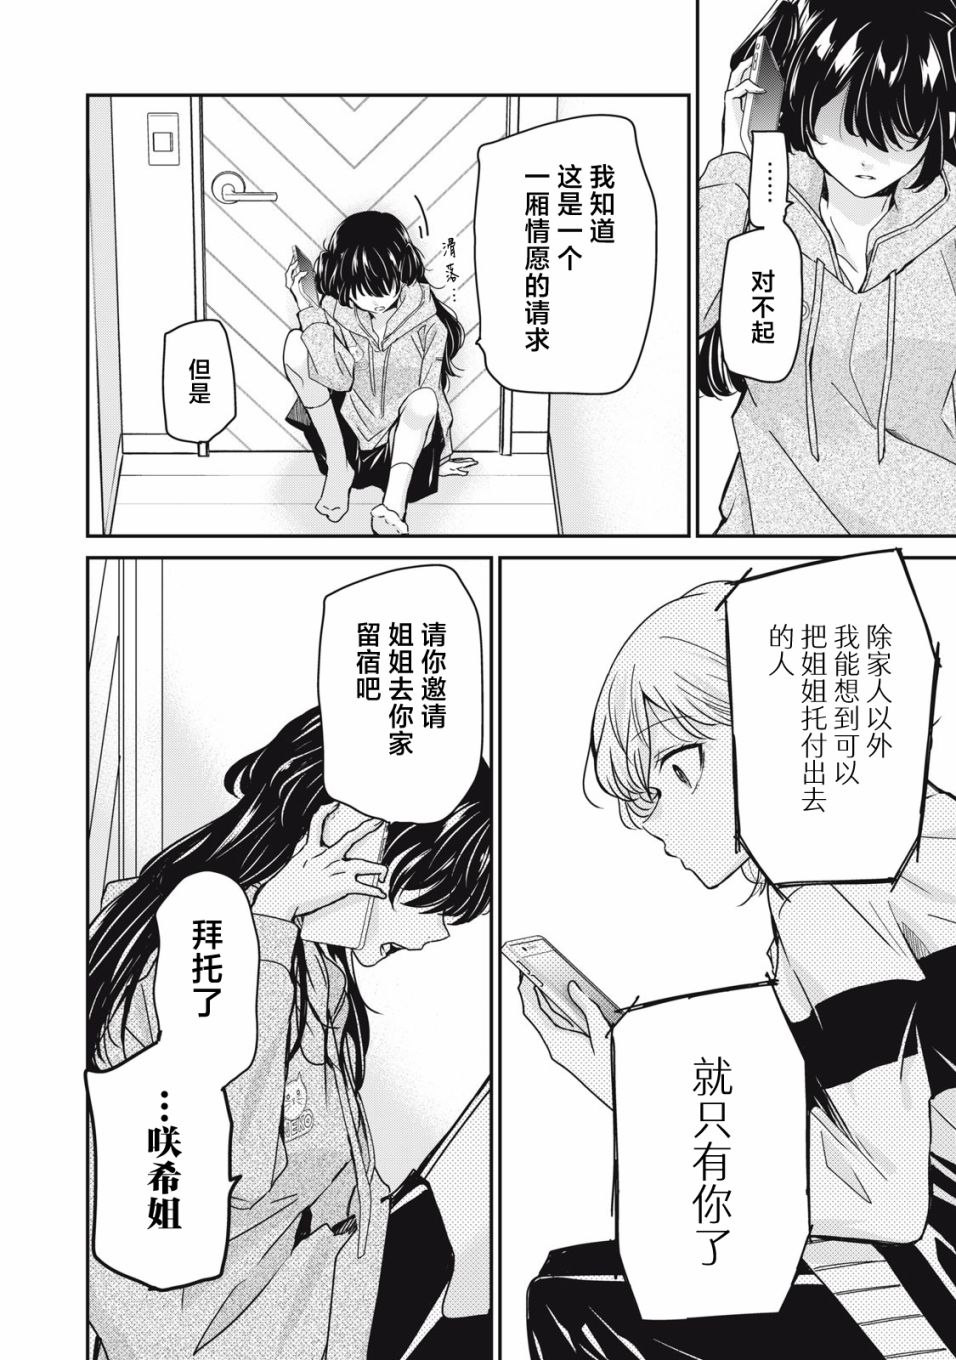 ……
对不起
我知道
这是一个
一厢情愿的请求
滑落…
但是
除家人以外
我能想到可以
把姐姐托付出去
的人
就只有你了
请你邀请
姐姐去你家
留宿吧
拜托了
…咲希姐